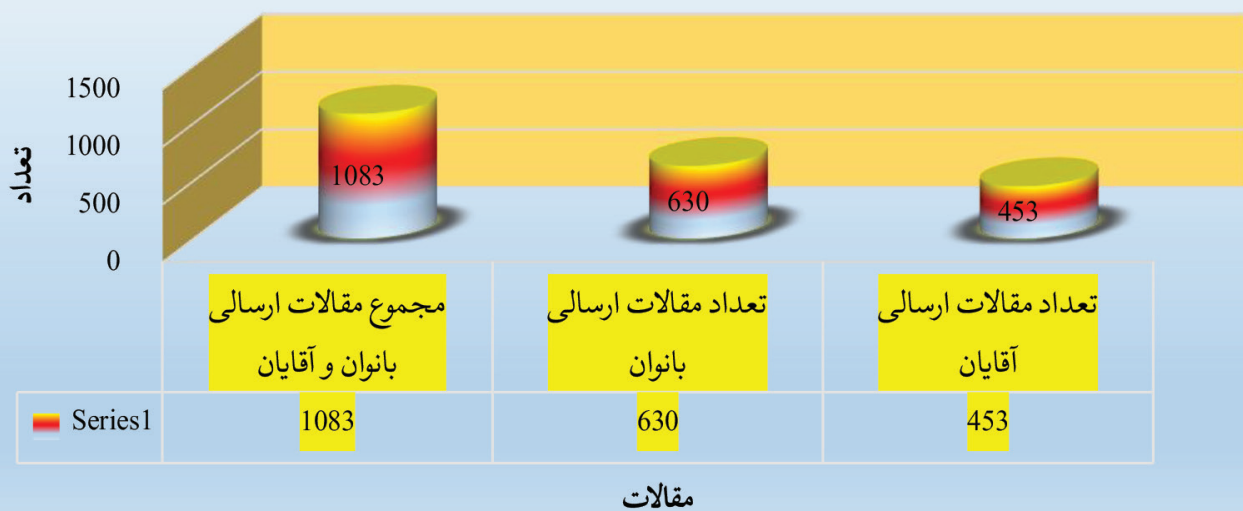 تعداد
1500
1000
500
0
1083
630
453
مجموع مقالات ارسالی
بانوان و آقایان
تعداد مقالات ارسالی
بانوان
تعداد مقالات ارسالی
آقایان
Series1
1083
630
453
مقالات